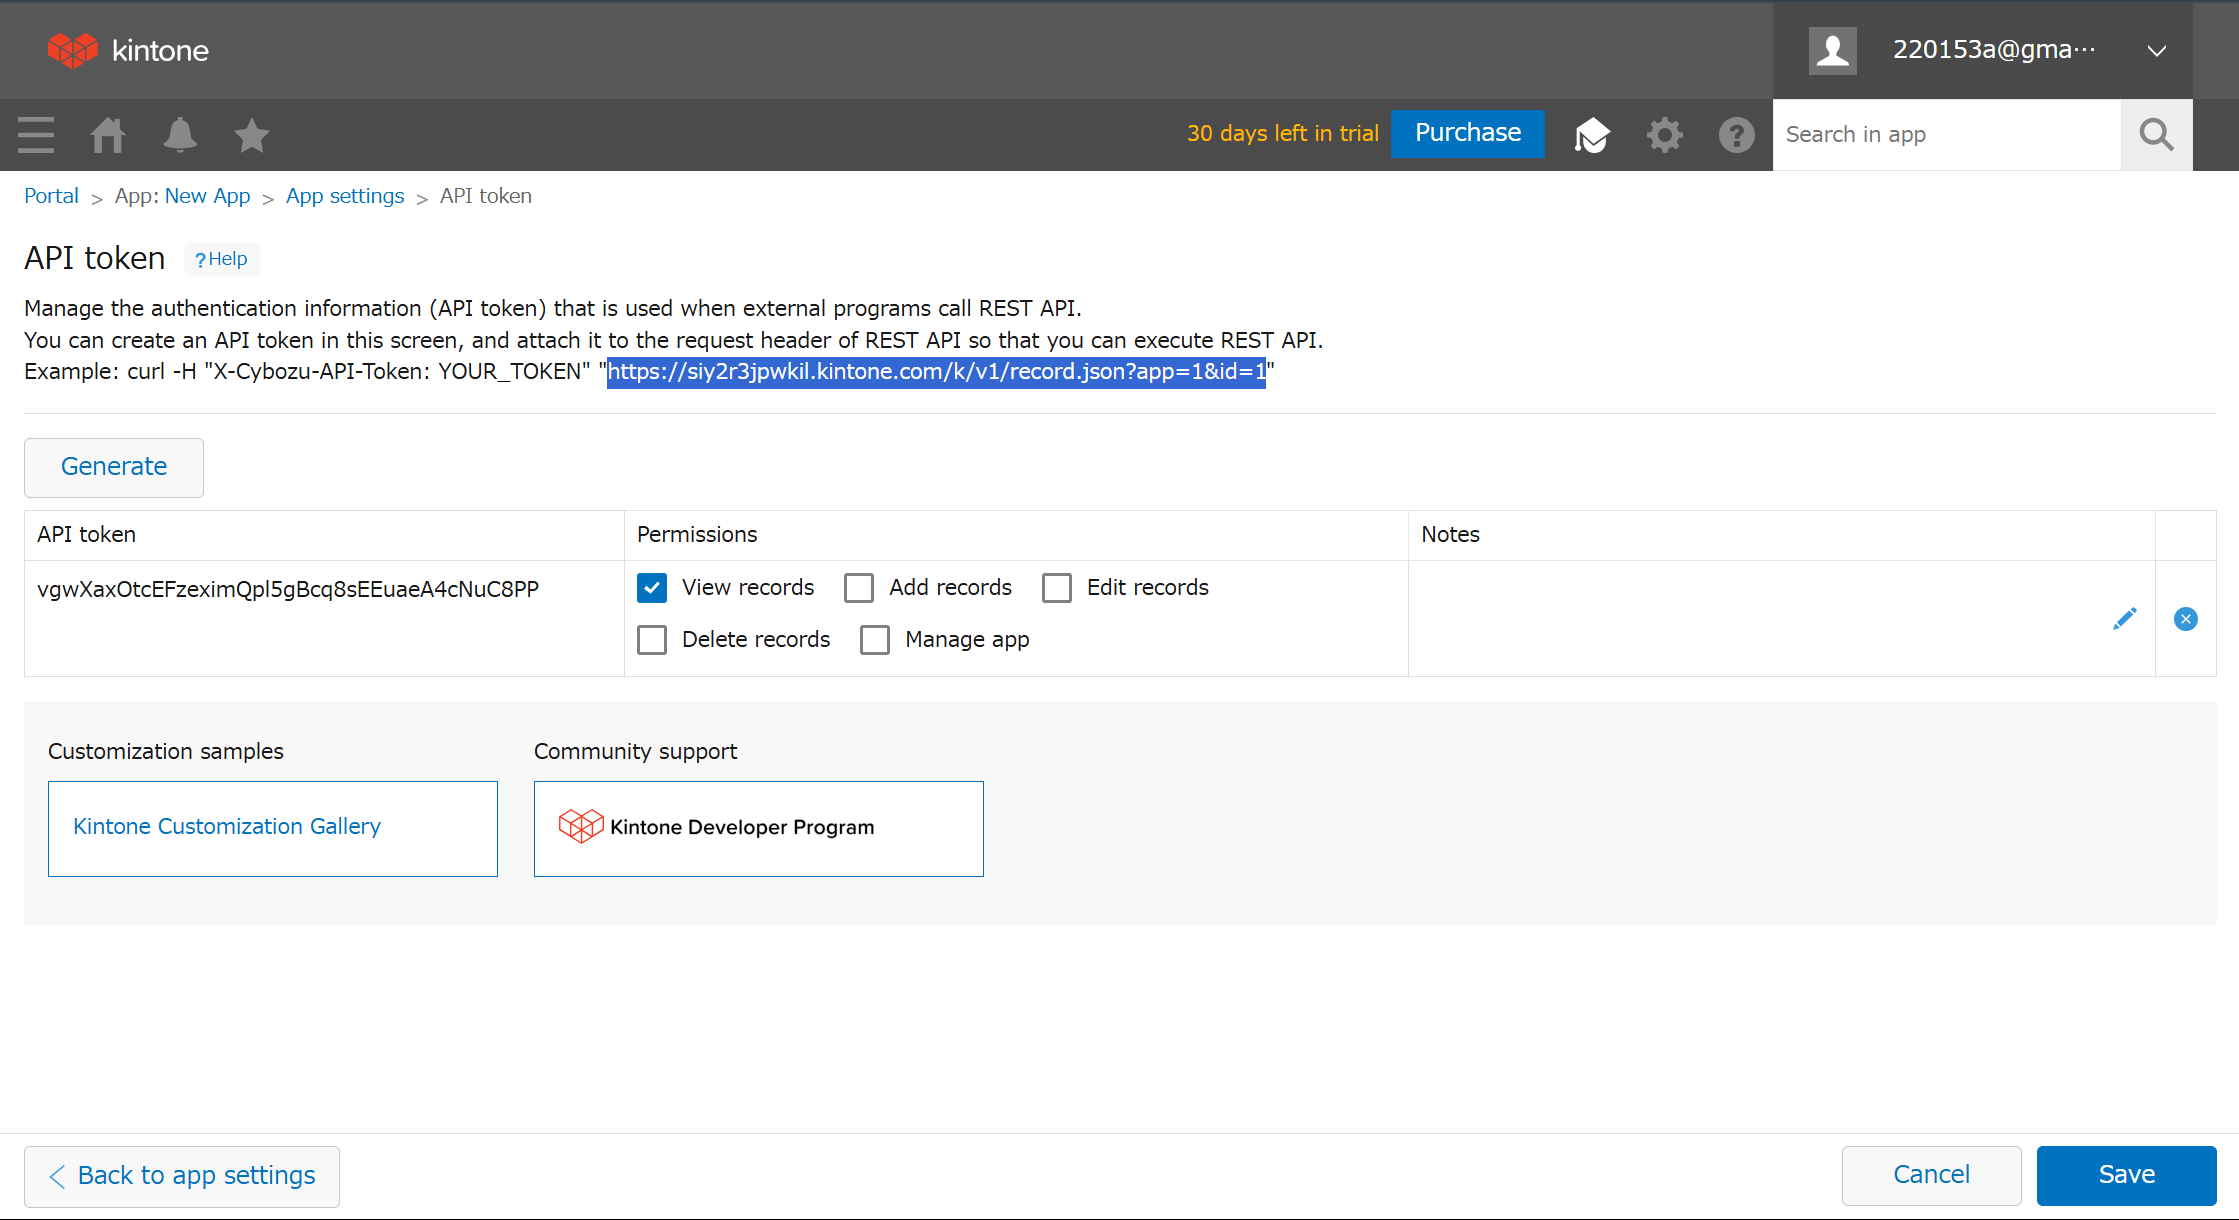 kintone
220153a@gma···
30 days left in trial
Purchase
Search in app
Portal > App: New App > App settings > API token
API token
? Help
Manage the authentication information (API token) that is used when external programs call REST API.
You can create an API token in this screen, and attach it to the request header of REST API so that you can execute REST API.
Example: curl -H "X-Cybozu-API-Token: YOUR_TOKEN" "https://siy2r3jpwkil.kintone.com/k/v1/record.json?app=1&id=1"
Generate
API token
Permissions
Notes
vgwXaxOtcEFzeximQpl5gBcq8sEEuaeA4cNuC8PP
View records
Add records
Edit records
Delete records
Manage app
Customization samples
Community support
Kintone Customization Gallery
Kintone Developer Program
Back to app settings
Cancel
Save